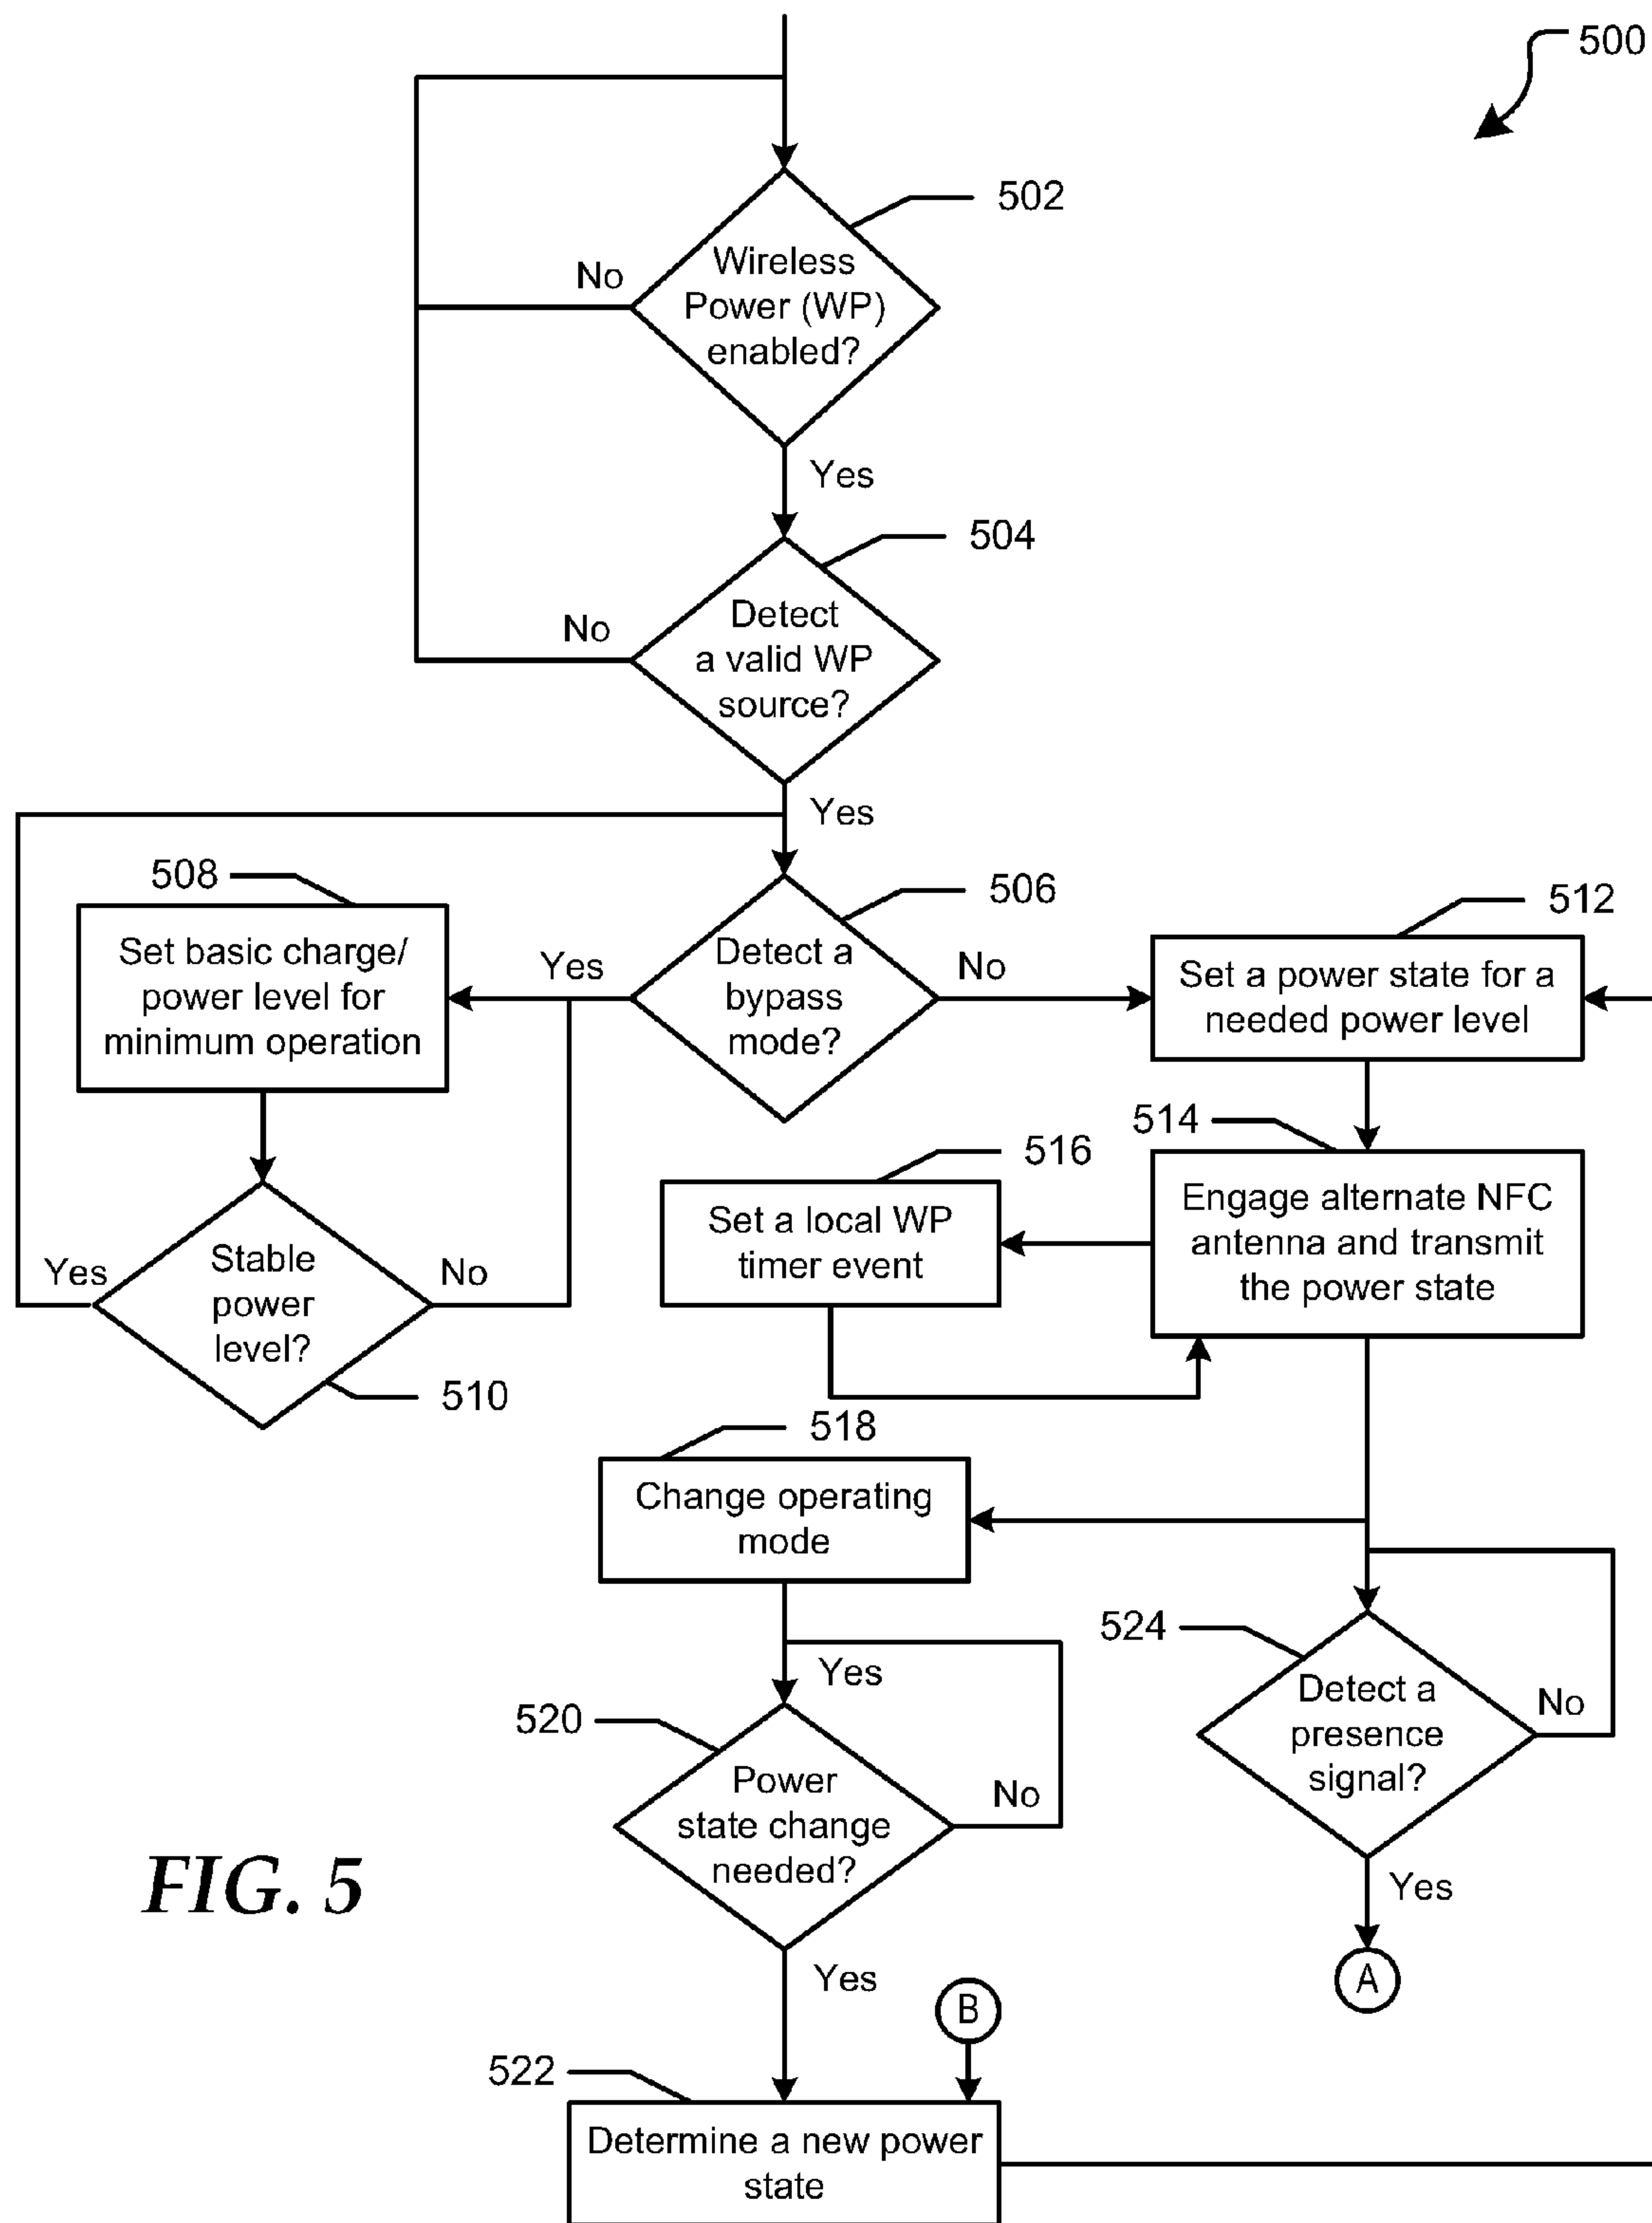 500
502
Wireless
Power (WP)
enabled?
No
Yes
504
Detect
a valid WP
source?
No
Yes
506
Detect a
bypass
mode?
Yes
No
508
Set basic charge/
power level for
minimum operation
Stable
power
level?
Yes
No
510
512
Set a power state for a
needed power level
514
Engage alternate NFC
antenna and transmit
the power state
516
Set a local WP
timer event
518
Change operating
mode
Yes
520
Power
state change
needed?
No
Yes
524
Detect a
presence
signal?
No
Yes
A
B
522
Determine a new power
state
FIG. 5